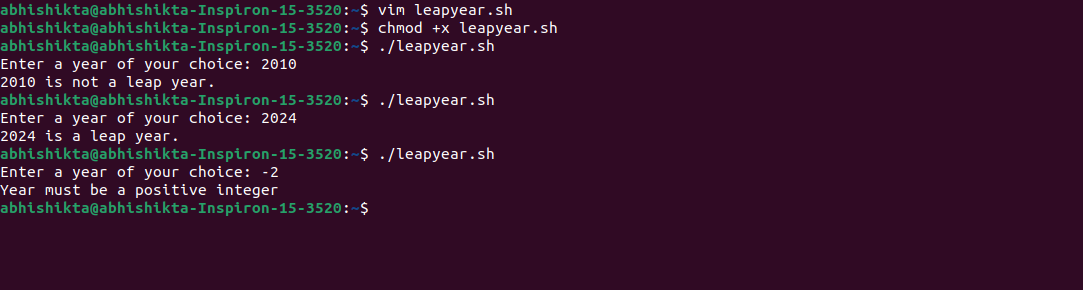 abhishikta@abhishikta-Inspiron-15-3520:~$ vim leapyear.sh
abhishikta@abhishikta-Inspiron-15-3520:~$ chmod +x leapyear.sh
abhishikta@abhishikta-Inspiron-15-3520:~$ ./leapyear.sh
Enter a year of your choice: 2010
2010 is not a leap year.
abhishikta@abhishikta-Inspiron-15-3520:~$ ./leapyear.sh
Enter a year of your choice: 2024
2024 is a leap year.
abhishikta@abhishikta-Inspiron-15-3520:~$ ./leapyear.sh
Enter a year of your choice: -2
Year must be a positive integer
abhishikta@abhishikta-Inspiron-15-3520:~$